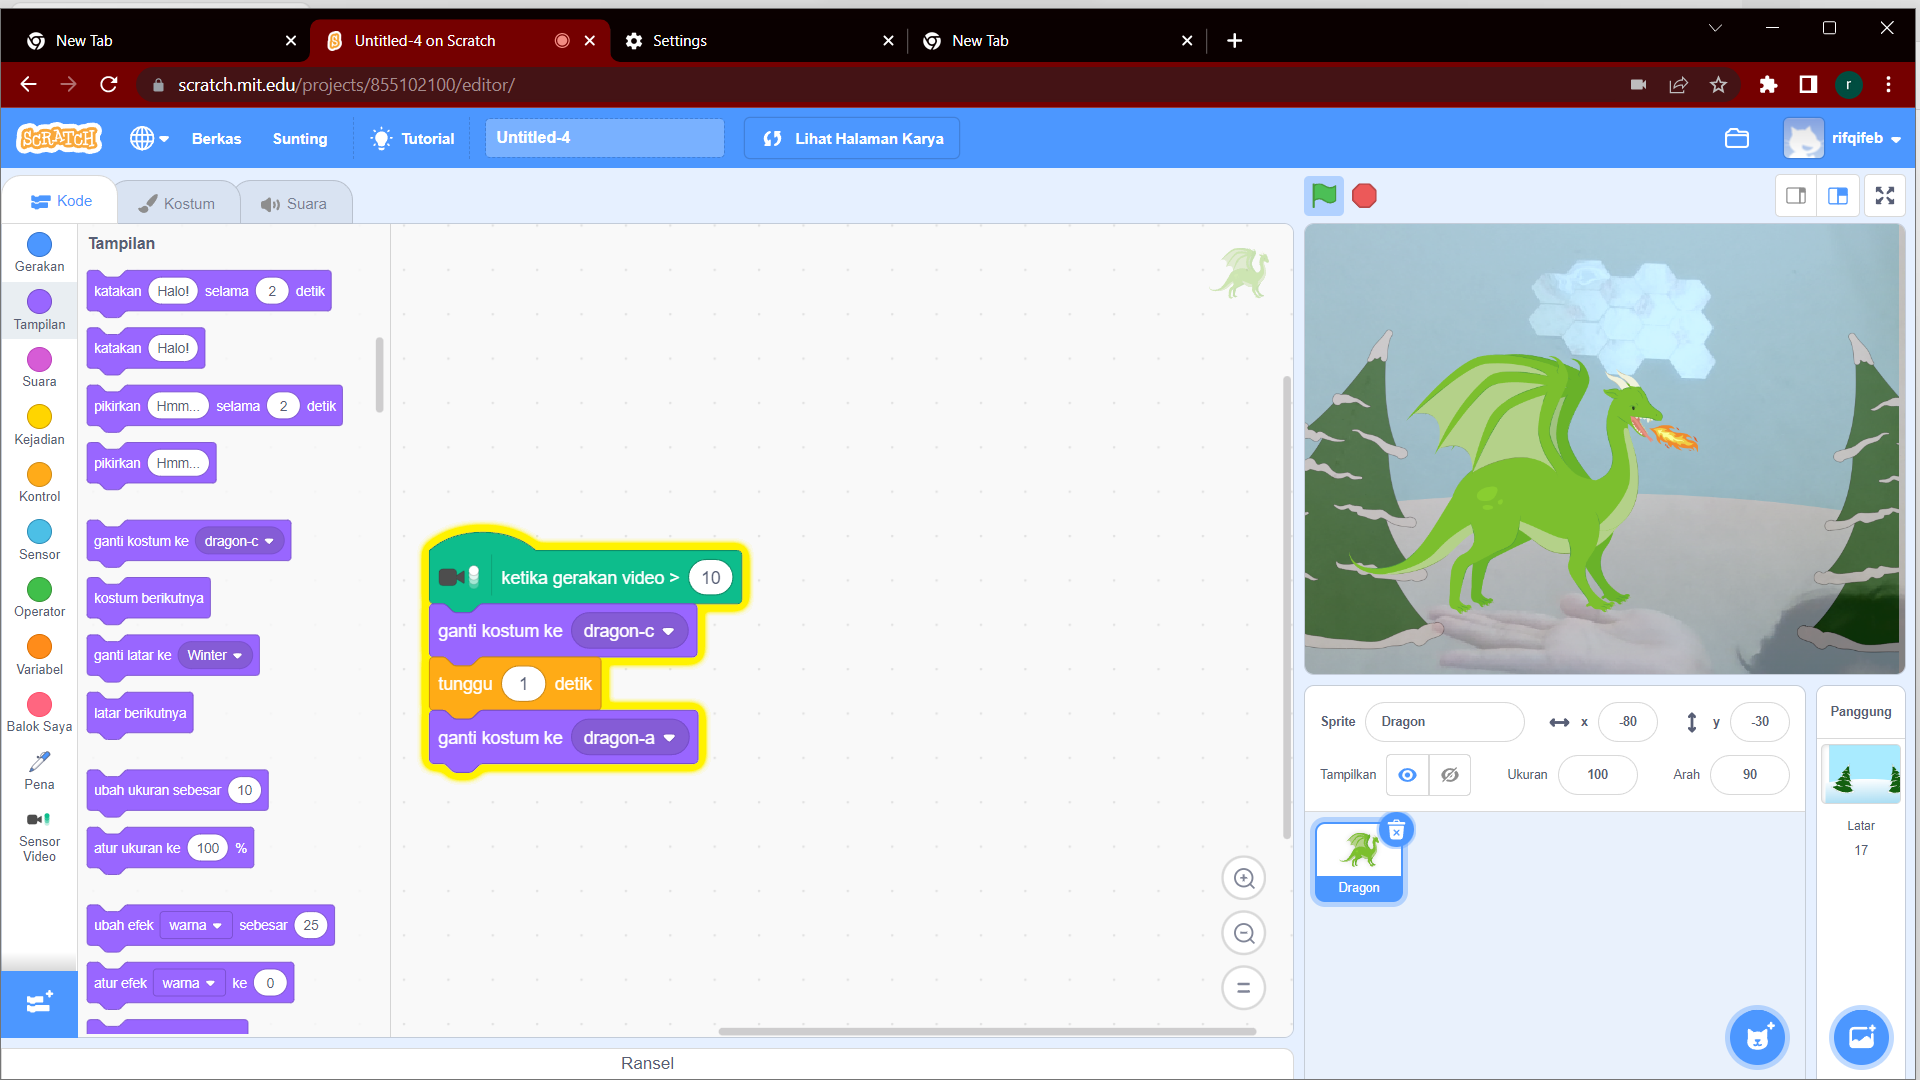 New Tab
Untitled-4 on Scratch
Settings
New Tab
scratch.mit.edu/projects/855102100/editor/
r
SCRATCH
Berkas
Sunting
Tutorial
Untitled-4
Lihat Halaman Karya
rifqifeb
Kode
Kostum
Suara
Gerakan
Tampilan
Suara
Kejadian
Kontrol
Sensor
Operator
Variabel
Balok Saya
Pena
Sensor
Video
Tampilan
katakan Halo! selama 2 detik
katakan Halo!
pikirkan Hmm... selama 2 detik
pikirkan Hmm...
ganti kostum ke dragon-c
kostum berikutnya
ganti latar ke Winter
latar berikutnya
ubah ukuran sebesar 10
atur ukuran ke 100 %
ubah efek warna sebesar 25
atur efek warna ke 0
ketika gerakan video > 10
ganti kostum ke dragon-c
tunggu 1 detik
ganti kostum ke dragon-a
Sprite Dragon x -80 y -30
Tampilkan Ukuran 100 Arah 90
Dragon
Panggung
Latar
17
Ransel